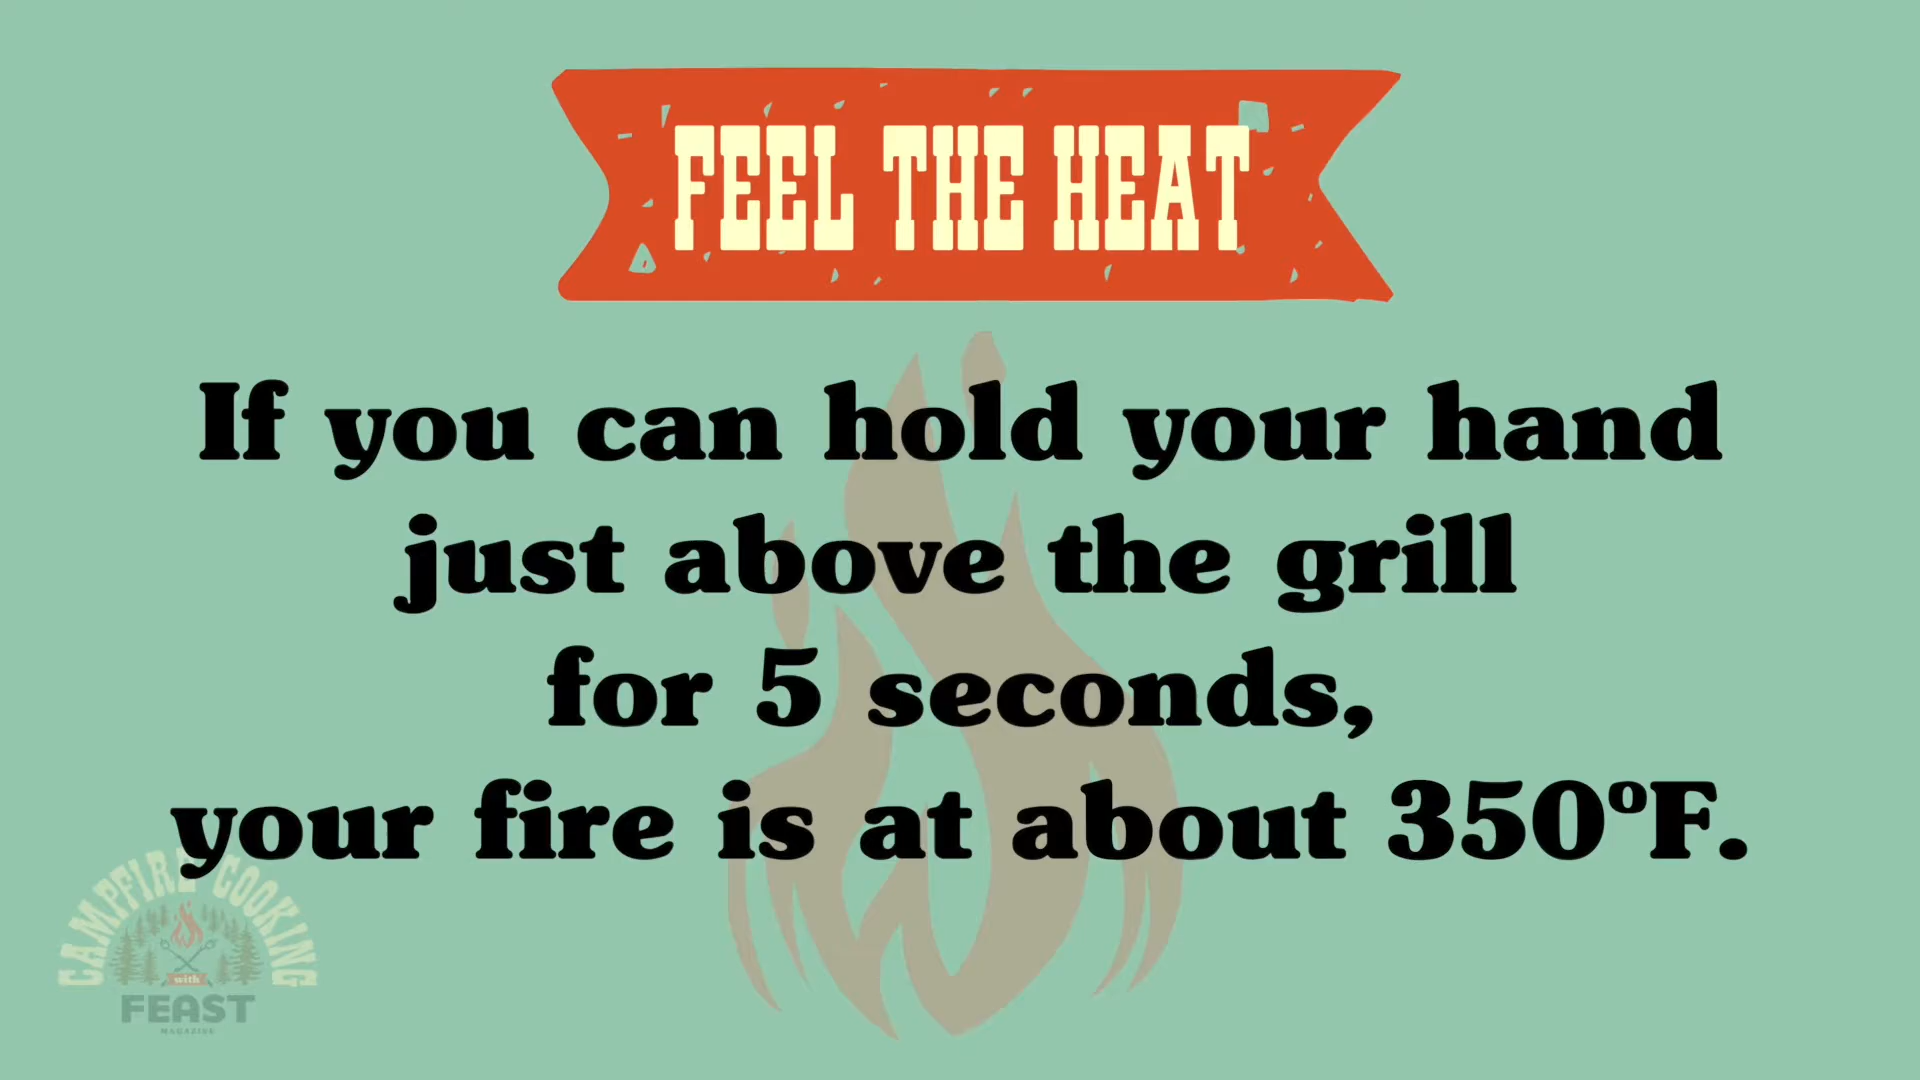 FEEL THE HEAT
If you can hold your hand
just above the grill
for 5 seconds,
your fire is at about 350ºF.
CAMPFIRE COOKING
with
FEAST
MAGAZINE